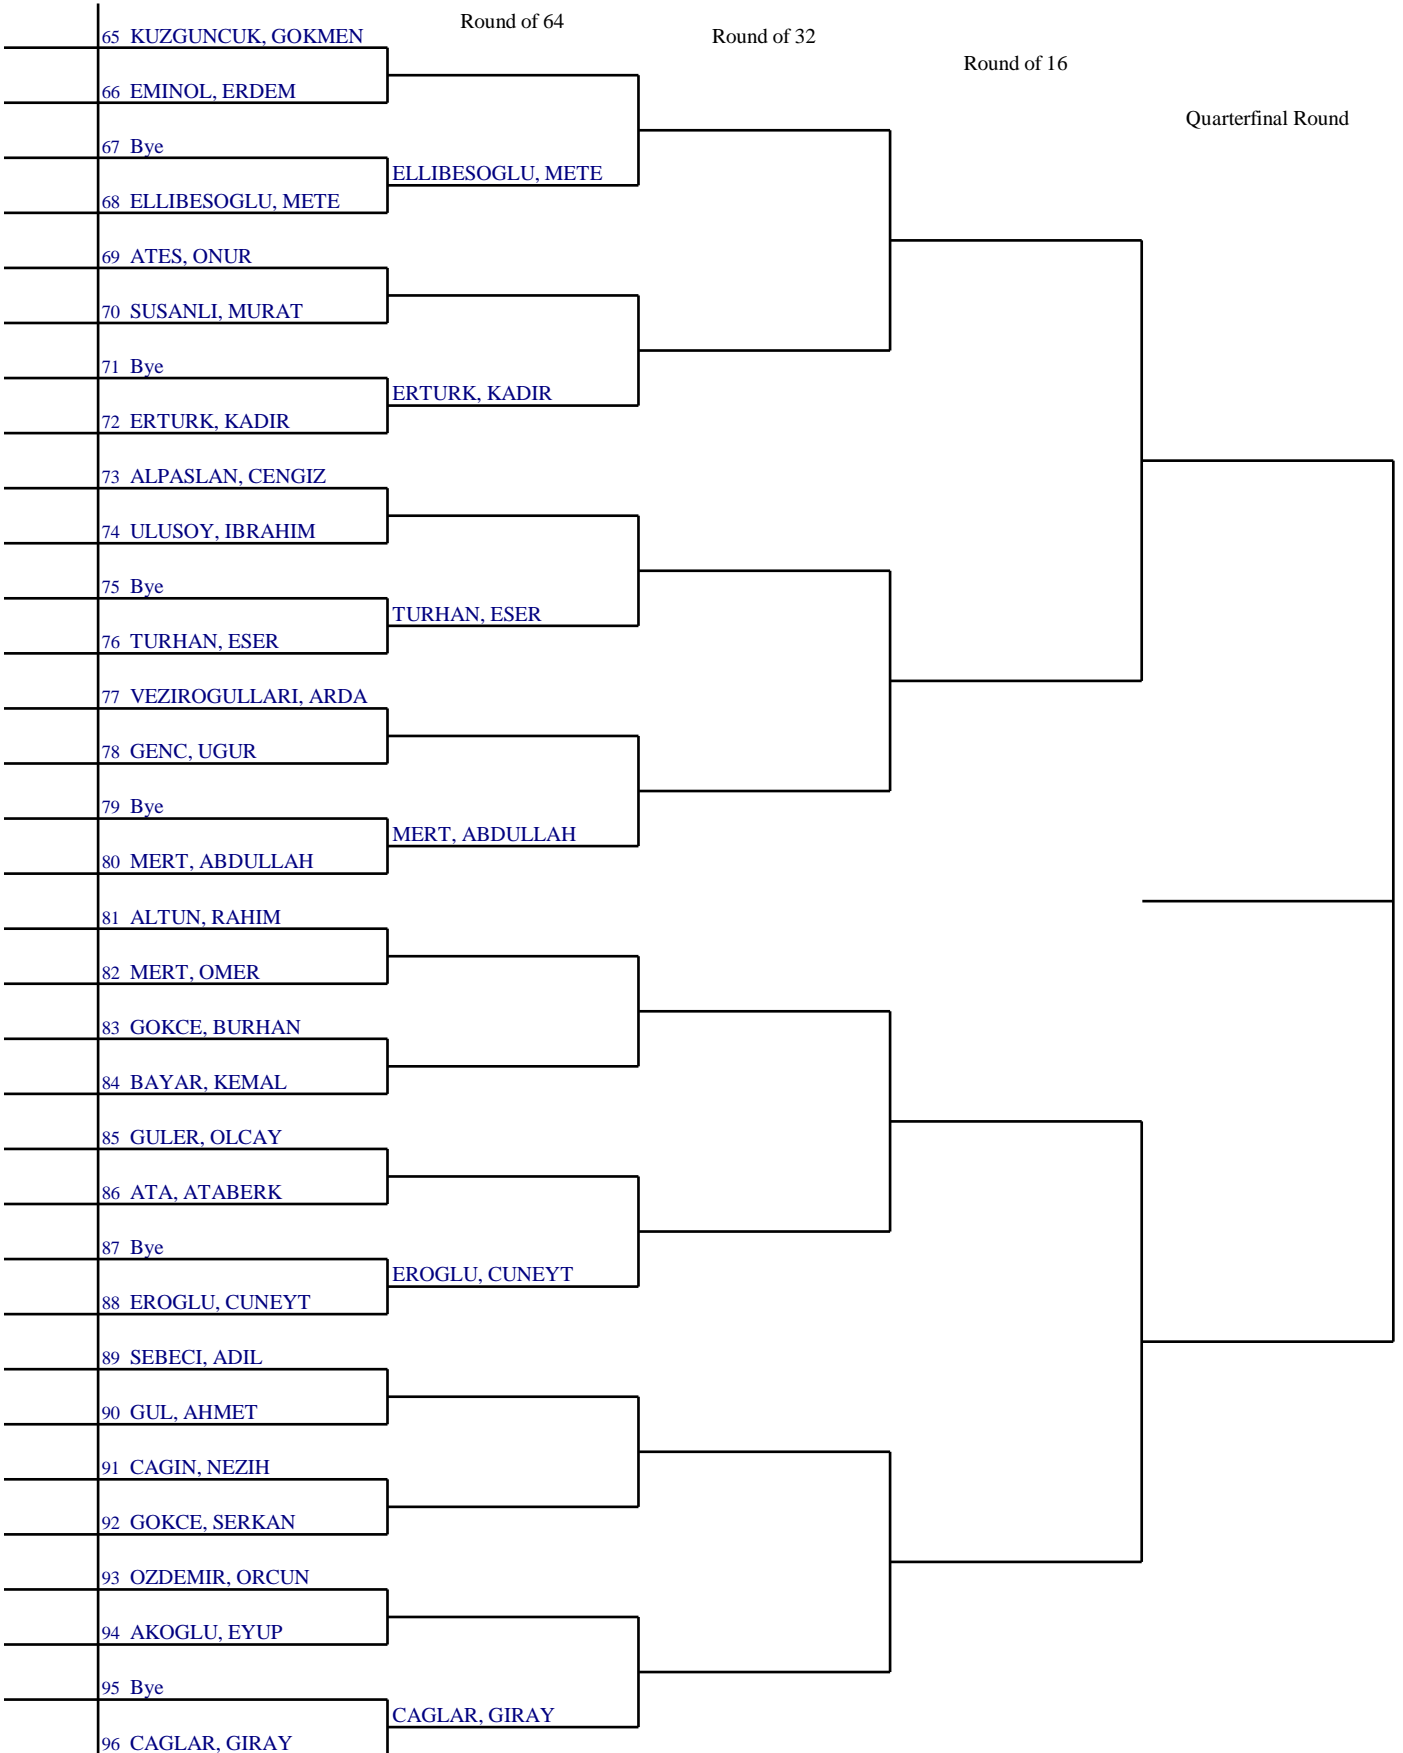 Round of 64
Round of 32
Round of 16
Quarterfinal Round
65 KUZGUNCUK, GOKMEN
66 EMINOL, ERDEM
67 Bye
ELLIBESOGLU, METE
68 ELLIBESOGLU, METE
69 ATES, ONUR
70 SUSANLI, MURAT
71 Bye
ERTURK, KADIR
72 ERTURK, KADIR
73 ALPASLAN, CENGIZ
74 ULUSOY, IBRAHIM
75 Bye
TURHAN, ESER
76 TURHAN, ESER
77 VEZIROGULLARI, ARDA
78 GENC, UGUR
79 Bye
MERT, ABDULLAH
80 MERT, ABDULLAH
81 ALTUN, RAHIM
82 MERT, OMER
83 GOKCE, BURHAN
84 BAYAR, KEMAL
85 GULER, OLCAY
86 ATA, ATABERK
87 Bye
EROGLU, CUNEYT
88 EROGLU, CUNEYT
89 SEBECI, ADIL
90 GUL, AHMET
91 CAGIN, NEZIH
92 GOKCE, SERKAN
93 OZDEMIR, ORCUN
94 AKOGLU, EYUP
95 Bye
CAGLAR, GIRAY
96 CAGLAR, GIRAY